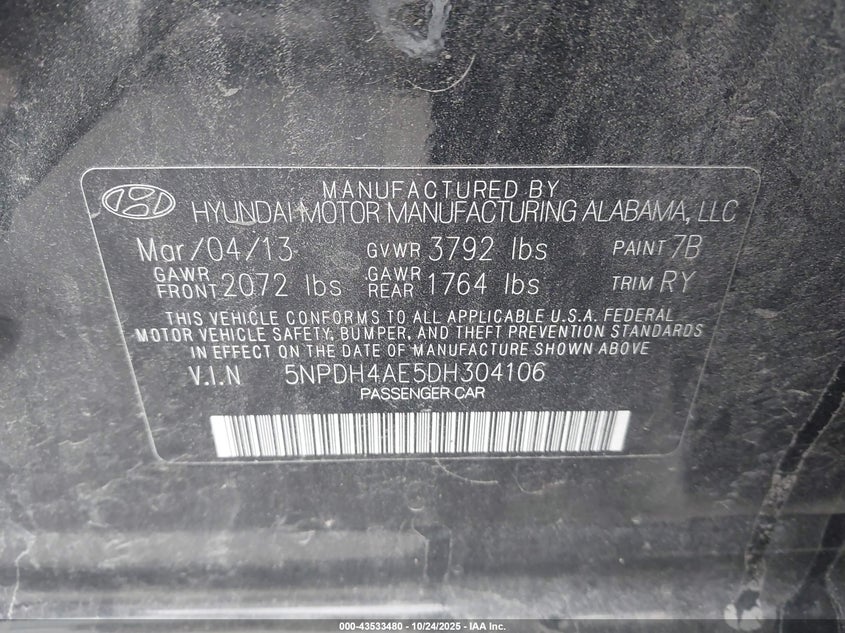 MANUFACTURED BY
HYUNDAI MOTOR MANUFACTURING ALABAMA, LLC
Mar/04/13 GVWR 3792 lbs PAINT 7B
GAWR FRONT 2072 lbs GAWR REAR 1764 lbs TRIM RY
THIS VEHICLE CONFORMS TO ALL APPLICABLE U.S.A. FEDERAL
MOTOR VEHICLE SAFETY, BUMPER, AND THEFT PREVENTION STANDARDS
IN EFFECT ON THE DATE OF MANUFACTURE SHOWN ABOVE.
V.I.N 5NPDH4AE5DH304106
PASSENGER CAR
000-43533480 - 10/24/2025 - IAA Inc.